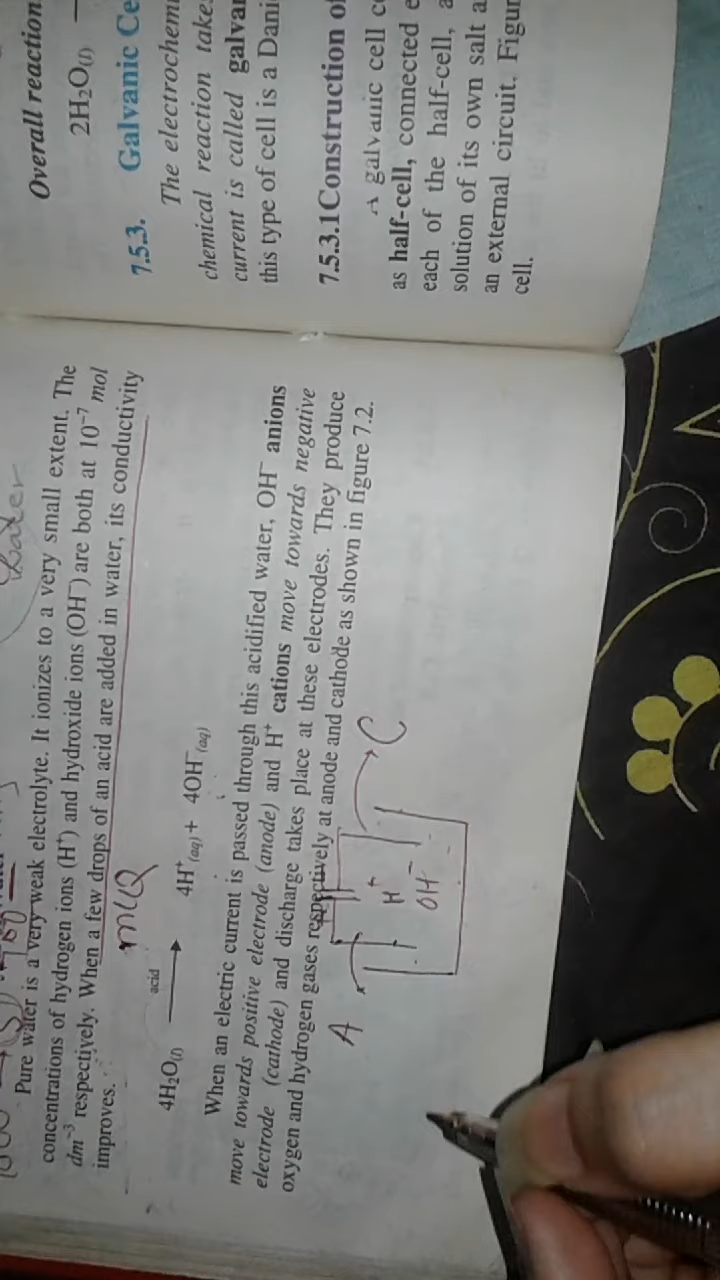 water
Pure water is a very weak electrolyte. It ionizes to a very small extent. The
concentrations of hydrogen ions (H⁺) and hydroxide ions (OH⁻) are both at 10⁻⁷ mol
dm⁻³ respectively. When a few drops of an acid are added in water, its conductivity
improves.
MCQ
acid
4H₂O(l) → 4H⁺(aq) + 4OH⁻(aq)
When an electric current is passed through this acidified water, OH⁻ anions
move towards positive electrode (anode) and H⁺ cations move towards negative
electrode (cathode) and discharge takes place at these electrodes. They produce
oxygen and hydrogen gases respectively at anode and cathode as shown in figure 7.2.
A
C
H⁺
OH⁻
Overall reaction
2H₂O(l)
7.5.3. Galvanic Ce
The electrochem
chemical reaction take
current is called galvan
this type of cell is a Dani
7.5.3.1Construction of
A galvanic cell c
as half-cell, connected e
each of the half-cell, a
solution of its own salt a
an external circuit. Figur
cell.